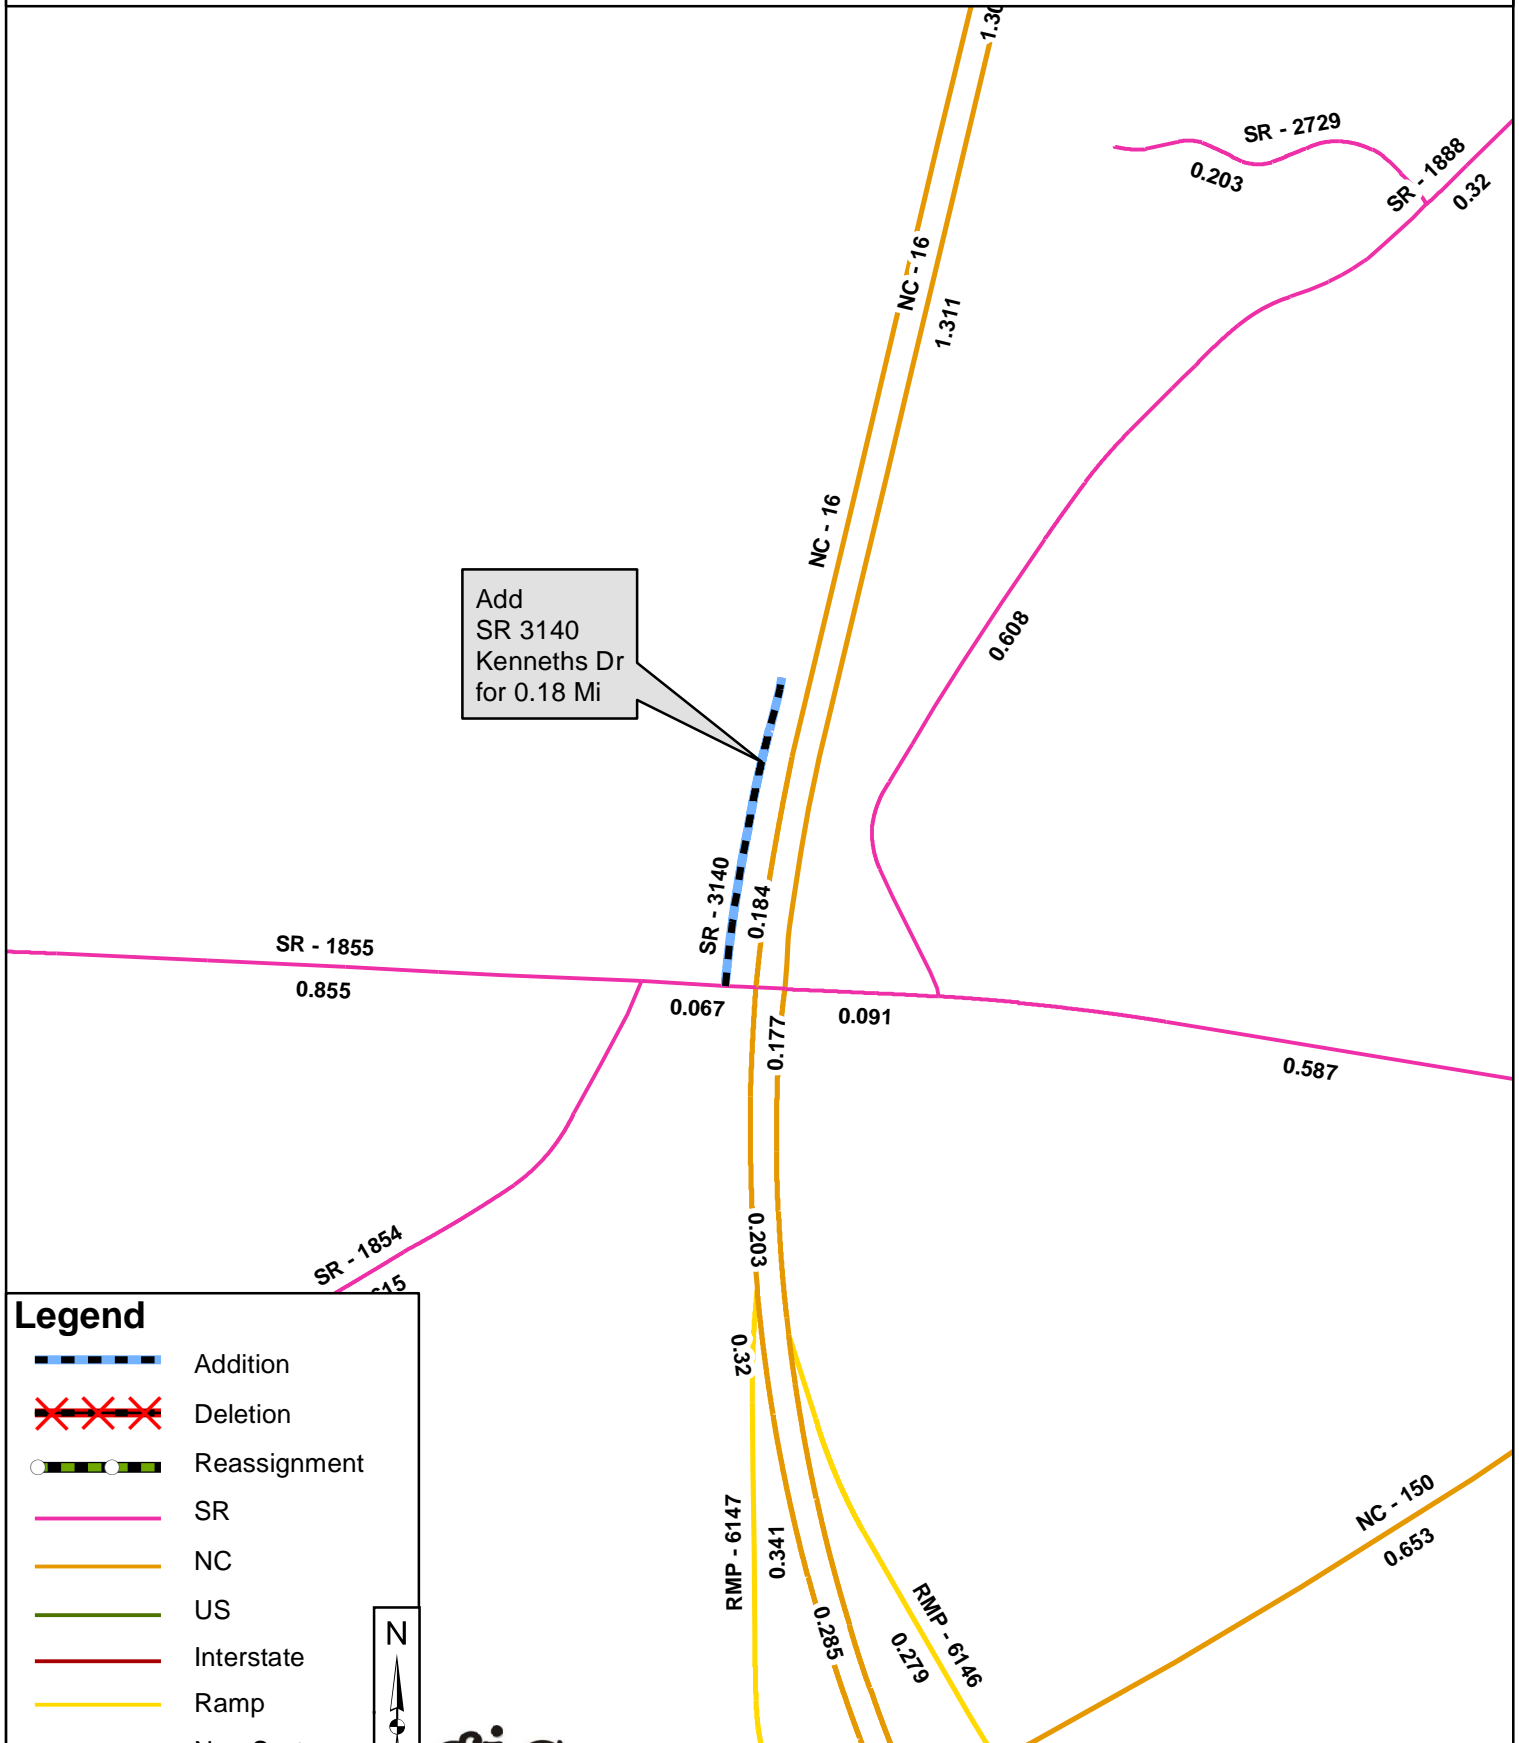 1.30
SR - 2729
0.203
SR - 1888
0.32
NC - 16
1.311
NC - 16
Add
SR 3140
Kenneths Dr
for 0.18 Mi
0.608
SR - 3140
0.184
SR - 1855
0.855
0.067
0.091
0.177
0.587
0.203
SR - 1854
0.32
RMP - 6147
0.341
0.285
RMP - 6146
0.279
NC - 150
0.653
Legend
Addition
Deletion
Reassignment
SR
NC
US
Interstate
Ramp
N